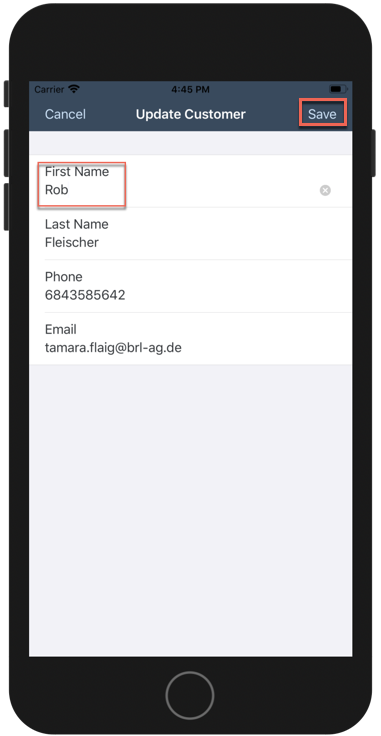 Carrier 4:45 PM
Cancel Update Customer Save
First Name
Rob
Last Name
Fleischer
Phone
6843585642
Email
tamara.flaig@brl-ag.de